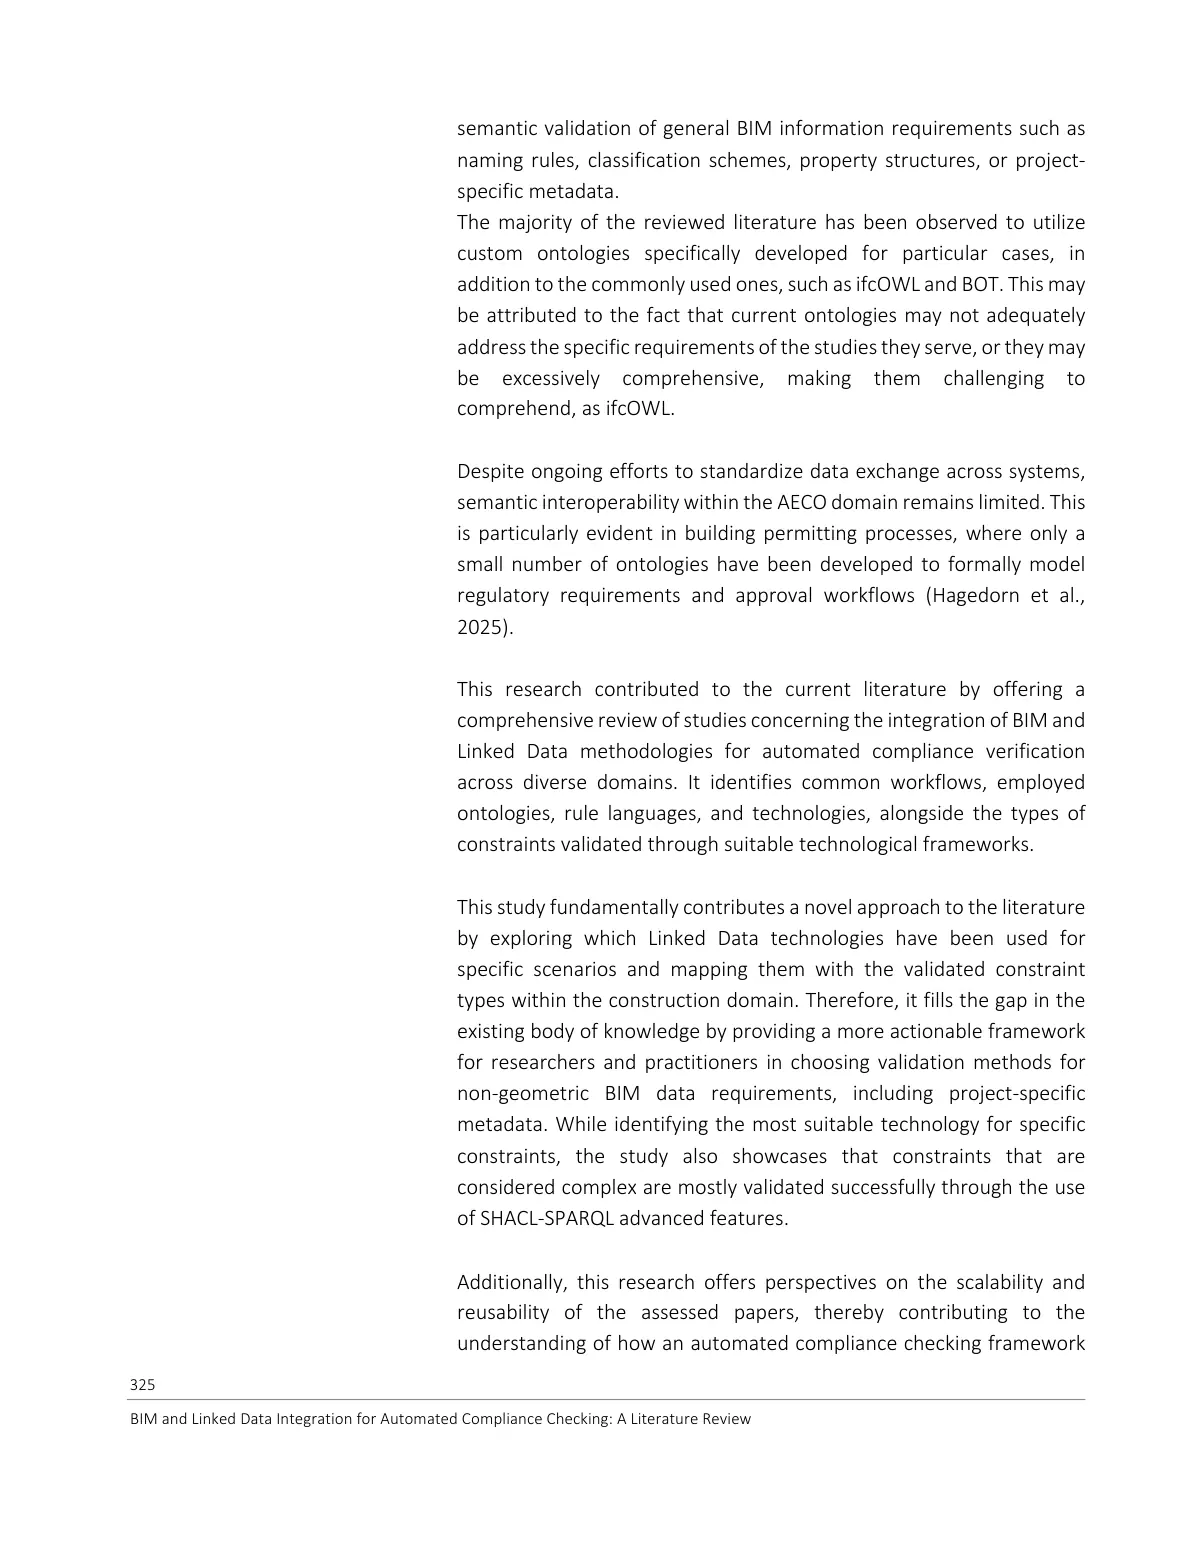 semantic validation of general BIM information requirements such as
naming rules, classification schemes, property structures, or project-
specific metadata.
The majority of the reviewed literature has been observed to utilize
custom ontologies specifically developed for particular cases, in
addition to the commonly used ones, such as ifcOWL and BOT. This may
be attributed to the fact that current ontologies may not adequately
address the specific requirements of the studies they serve, or they may
be excessively comprehensive, making them challenging to
comprehend, as ifcOWL.
Despite ongoing efforts to standardize data exchange across systems,
semantic interoperability within the AECO domain remains limited. This
is particularly evident in building permitting processes, where only a
small number of ontologies have been developed to formally model
regulatory requirements and approval workflows (Hagedorn et al.,
2025).
This research contributed to the current literature by offering a
comprehensive review of studies concerning the integration of BIM and
Linked Data methodologies for automated compliance verification
across diverse domains. It identifies common workflows, employed
ontologies, rule languages, and technologies, alongside the types of
constraints validated through suitable technological frameworks.
This study fundamentally contributes a novel approach to the literature
by exploring which Linked Data technologies have been used for
specific scenarios and mapping them with the validated constraint
types within the construction domain. Therefore, it fills the gap in the
existing body of knowledge by providing a more actionable framework
for researchers and practitioners in choosing validation methods for
non-geometric BIM data requirements, including project-specific
metadata. While identifying the most suitable technology for specific
constraints, the study also showcases that constraints that are
considered complex are mostly validated successfully through the use
of SHACL-SPARQL advanced features.
Additionally, this research offers perspectives on the scalability and
reusability of the assessed papers, thereby contributing to the
understanding of how an automated compliance checking framework
325
BIM and Linked Data Integration for Automated Compliance Checking: A Literature Review